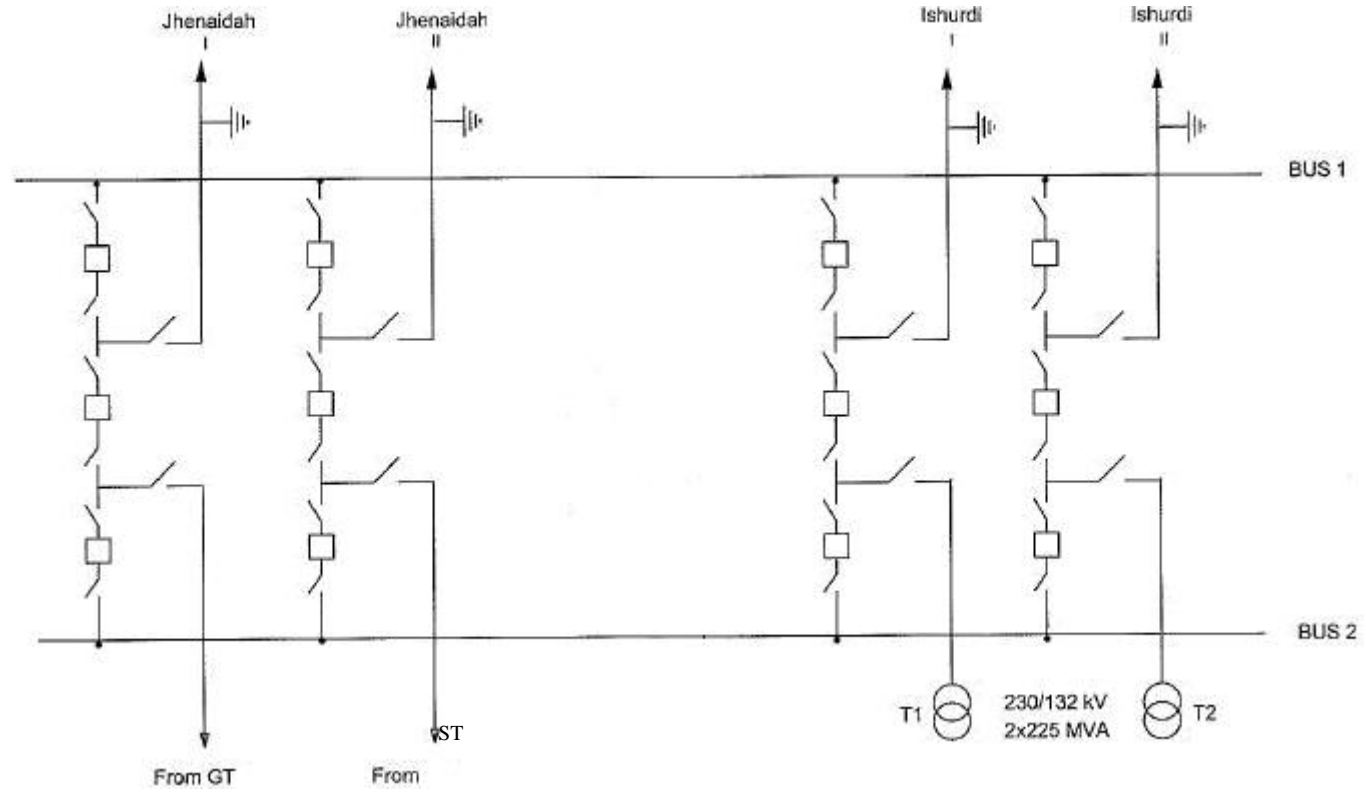 Jhenaidah
I
Jhenaidah
II
Ishurdi
I
Ishurdi
II
BUS 1
BUS 2
T1
230/132 kV
2x225 MVA
T2
ST
From GT
From